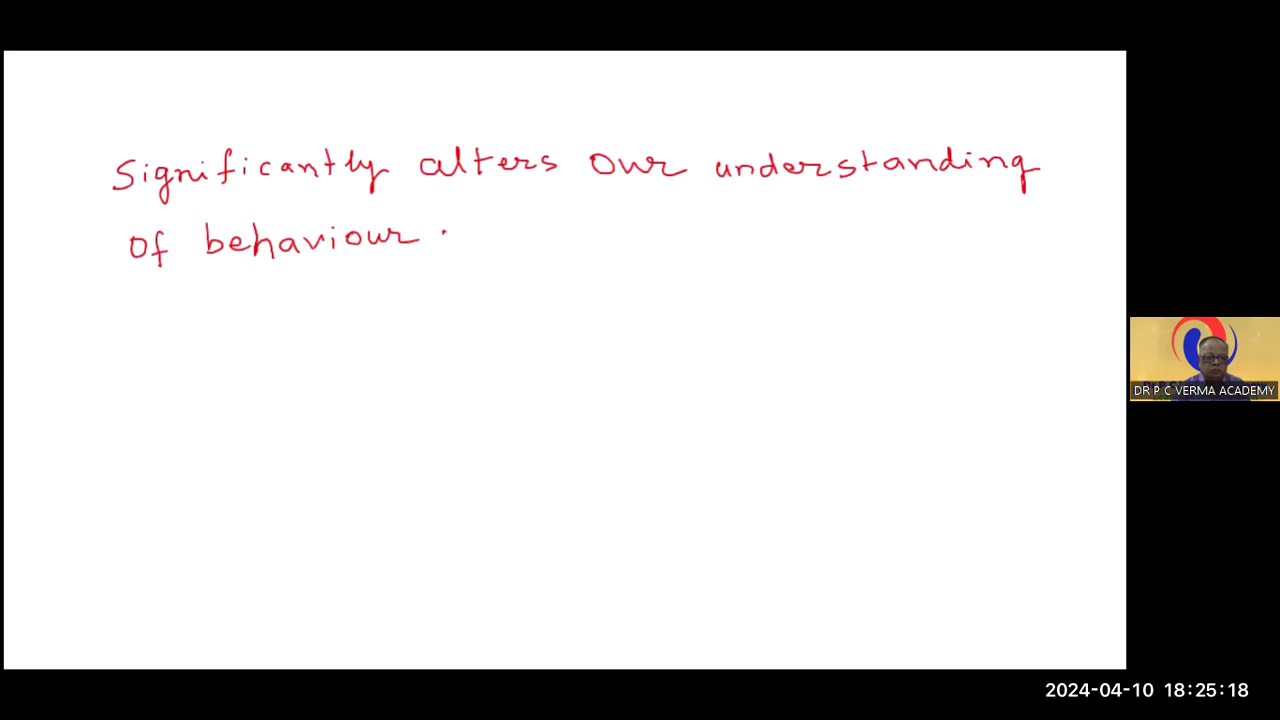 Significantly alters our understanding
of behaviour.
DR P C VERMA ACADEMY
2024-04-10 18:25:18